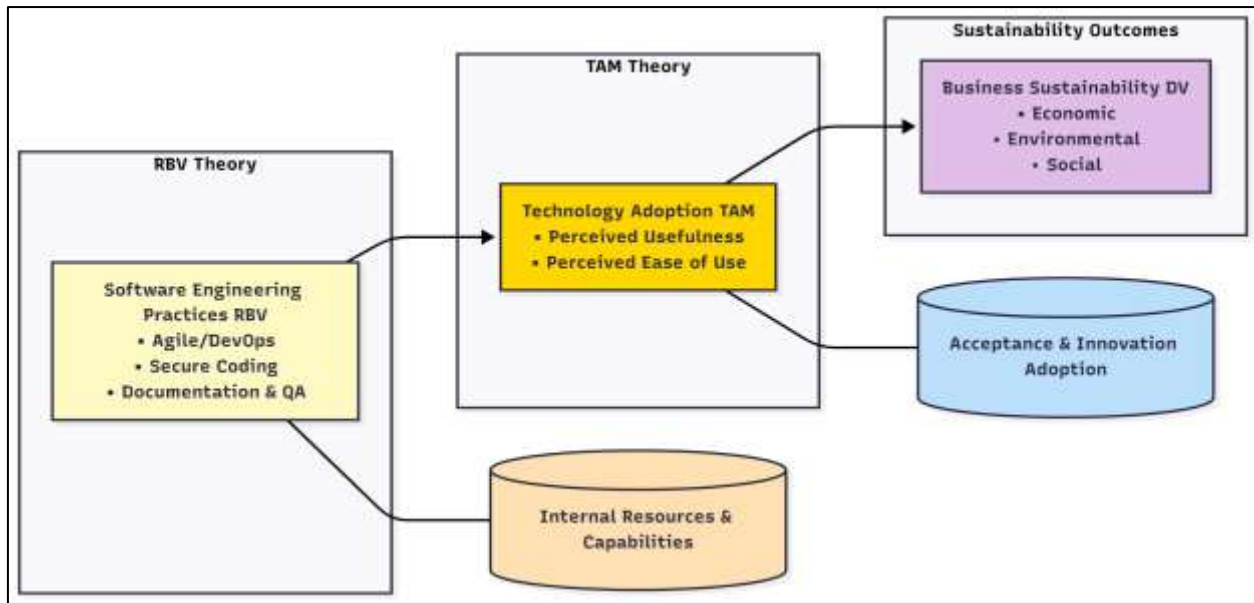 RBV Theory
Software Engineering
Practices RBV
• Agile/DevOps
• Secure Coding
• Documentation & QA
TAM Theory
Technology Adoption TAM
• Perceived Usefulness
• Perceived Ease of Use
Internal Resources &
Capabilities
Sustainability Outcomes
Business Sustainability DV
• Economic
• Environmental
• Social
Acceptance & Innovation
Adoption